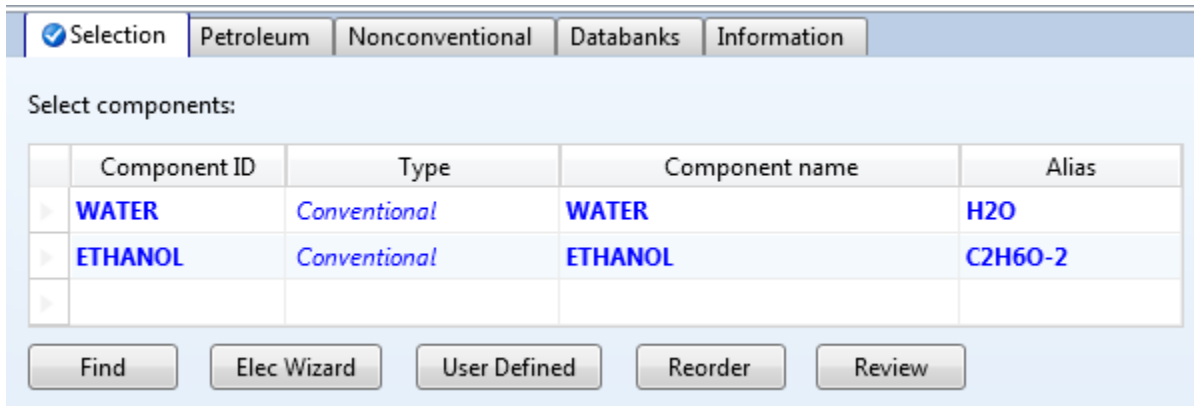 Selection Petroleum Nonconventional Databanks Information
Select components:
Component ID Type Component name Alias
WATER Conventional WATER H2O
ETHANOL Conventional ETHANOL C2H6O-2
Find Elec Wizard User Defined Reorder Review